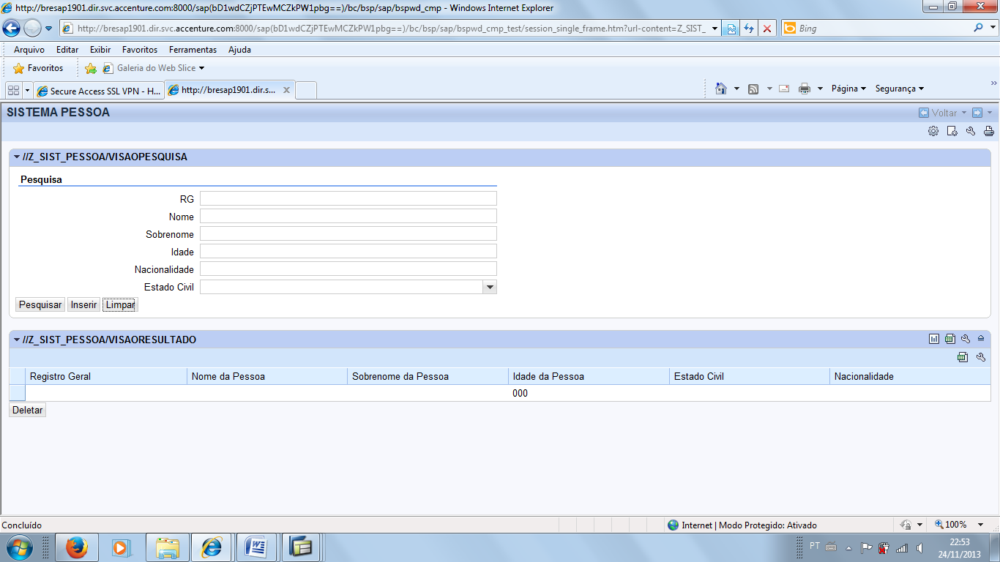 http://bresap1901.dir.svc.accenture.com:8000/sap(bD1wdCZjPTEwMCZkPW1pbg==)/bc/bsp/sap/bspwd_cmp - Windows Internet Explorer
http://bresap1901.dir.svc.accenture.com:8000/sap(bD1wdCZjPTEwMCZkPW1pbg==)/bc/bsp/sap/bspwd_cmp_test/session_single_frame.htm?url-content=Z_SIST_
Bing
Arquivo Editar Exibir Favoritos Ferramentas Ajuda
Favoritos Galeria do Web Slice
Secure Access SSL VPN - H... http://bresap1901.dir.s... Página Segurança »
SISTEMA PESSOA Voltar
//Z_SIST_PESSOA/VISAOPESQUISA
Pesquisa
RG
Nome
Sobrenome
Idade
Nacionalidade
Estado Civil
Pesquisar Inserir Limpar
//Z_SIST_PESSOA/VISAORESULTADO
Registro Geral Nome da Pessoa Sobrenome da Pessoa Idade da Pessoa Estado Civil Nacionalidade
000
Deletar
Concluído Internet | Modo Protegido: Ativado 100%
PT 22:53
24/11/2013